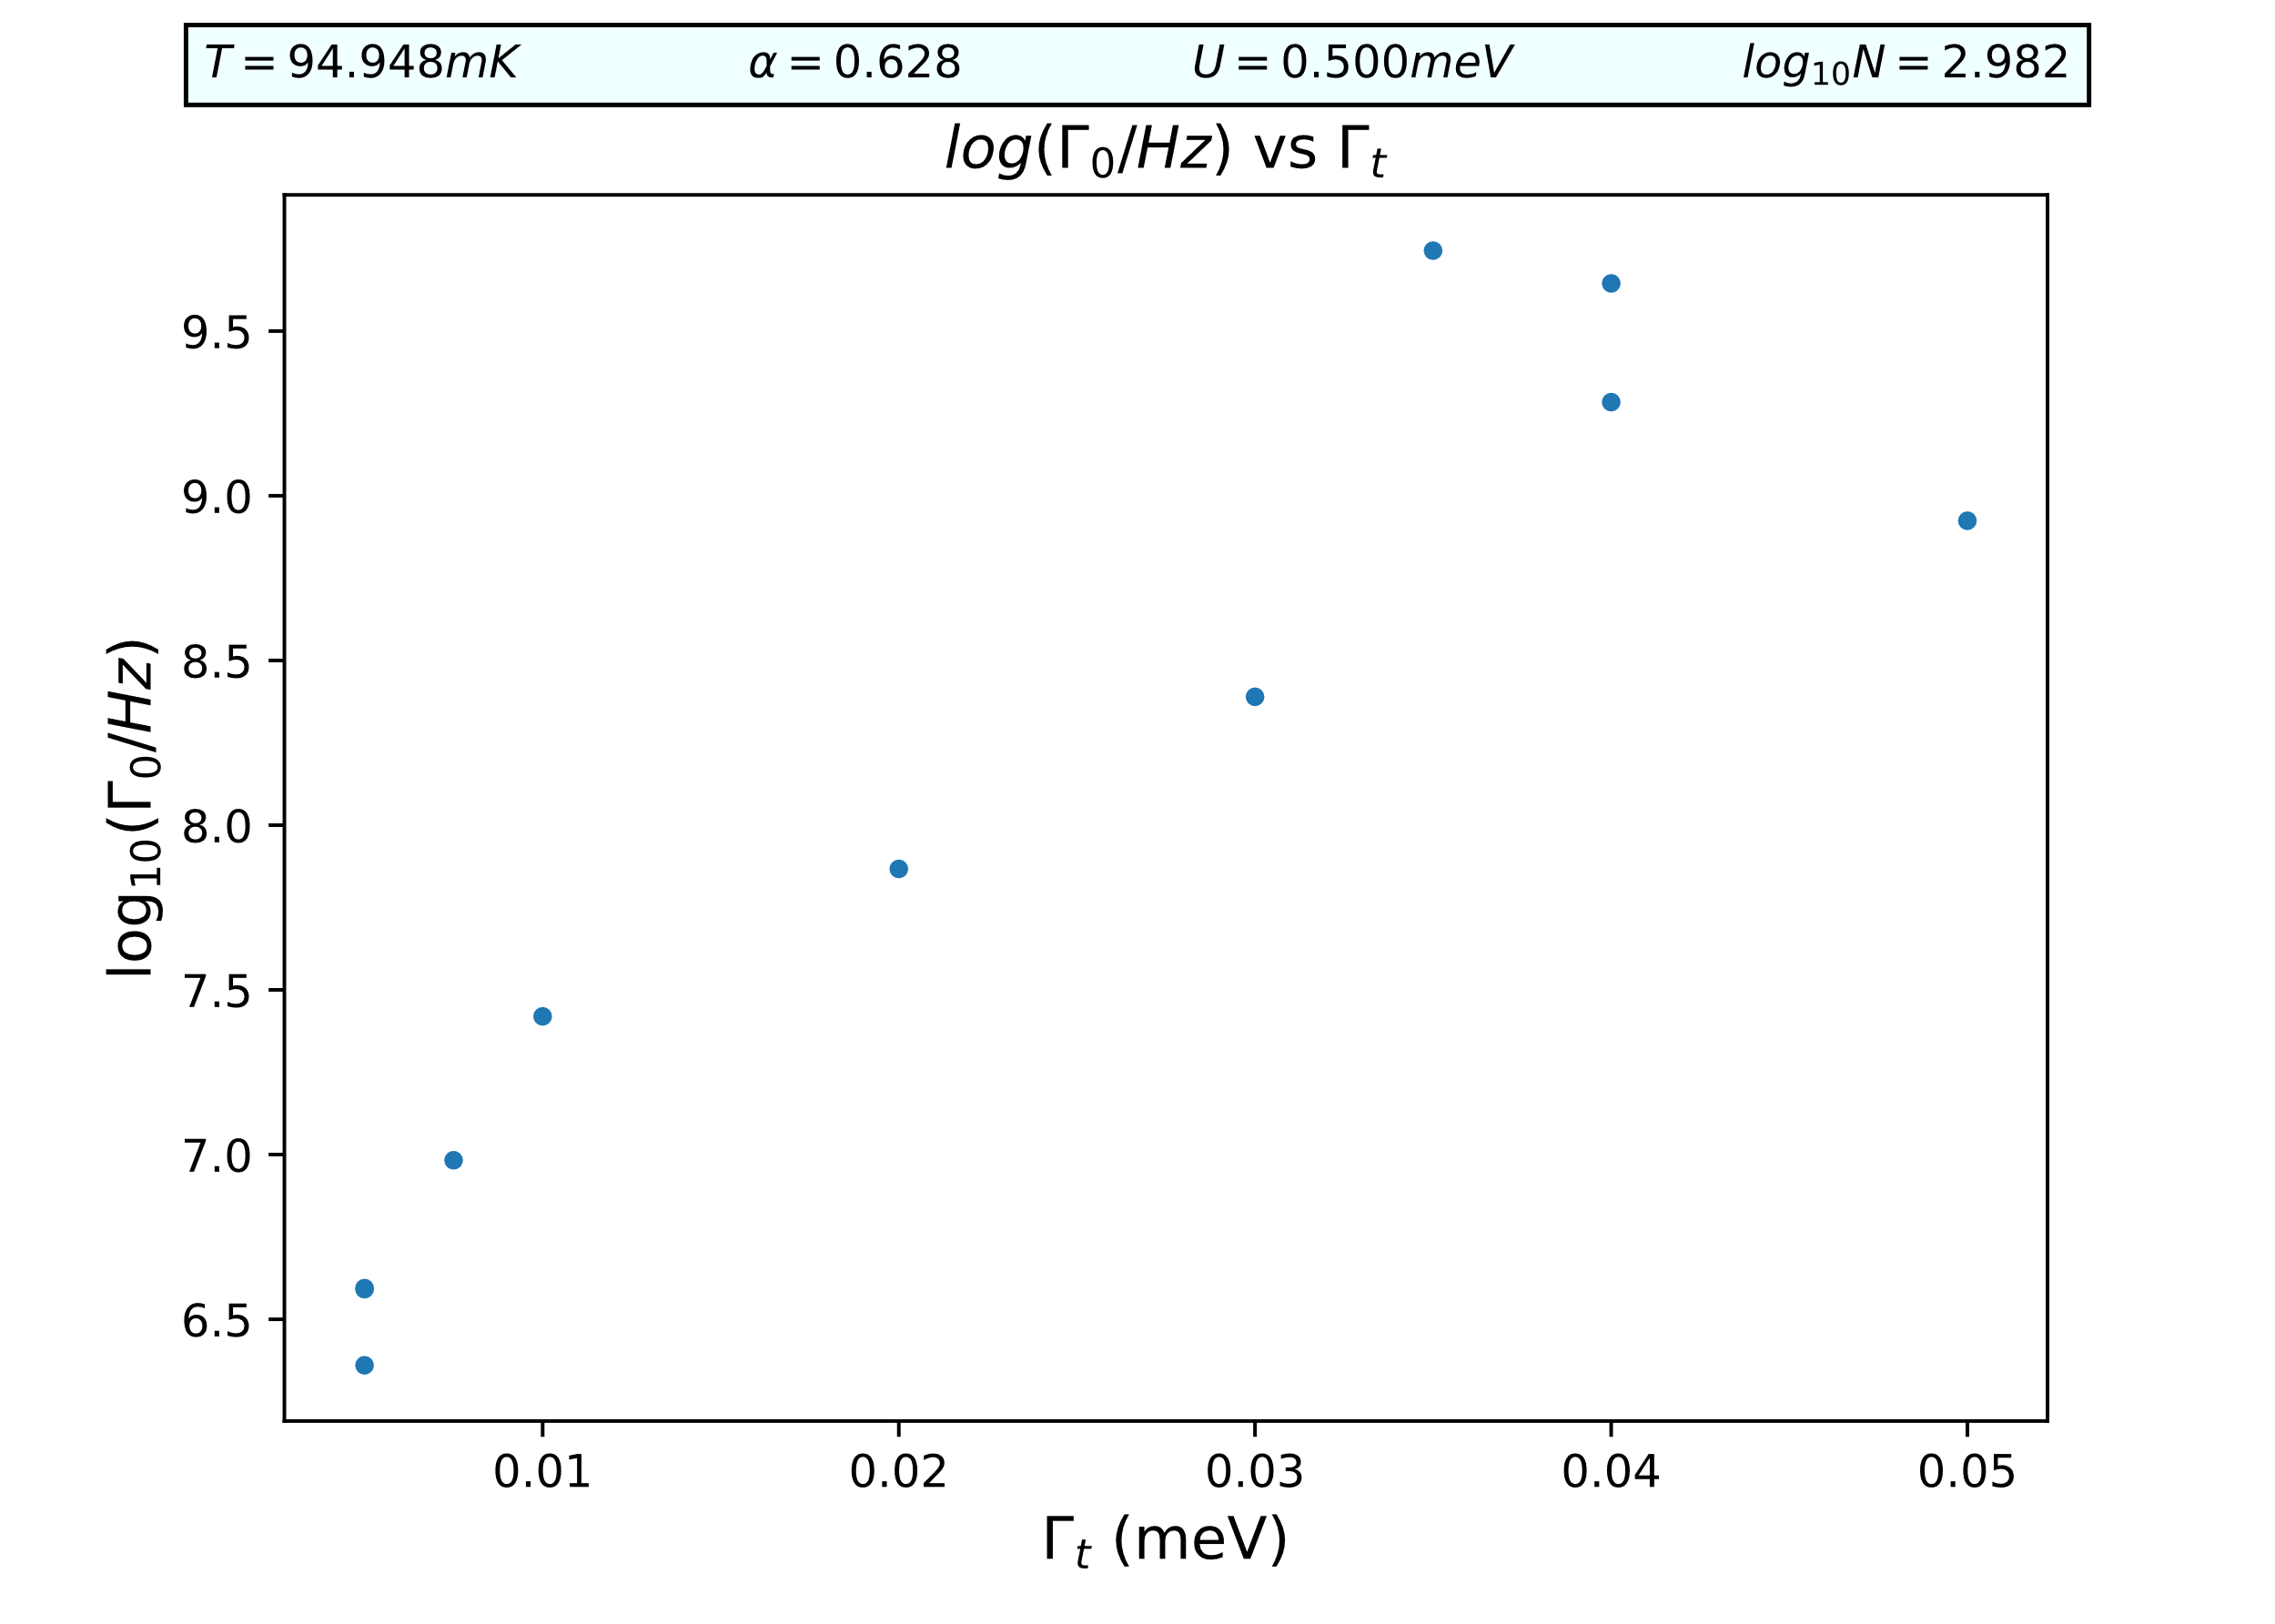 T = 94.948mK α = 0.628 U = 0.500meV log₁₀N = 2.982
log(Γ₀/Hz) vs Γₜ
9.5
9.0
8.5
8.0
7.5
7.0
6.5
log₁₀(Γ₀/Hz)
0.01 0.02 0.03 0.04 0.05
Γₜ (meV)